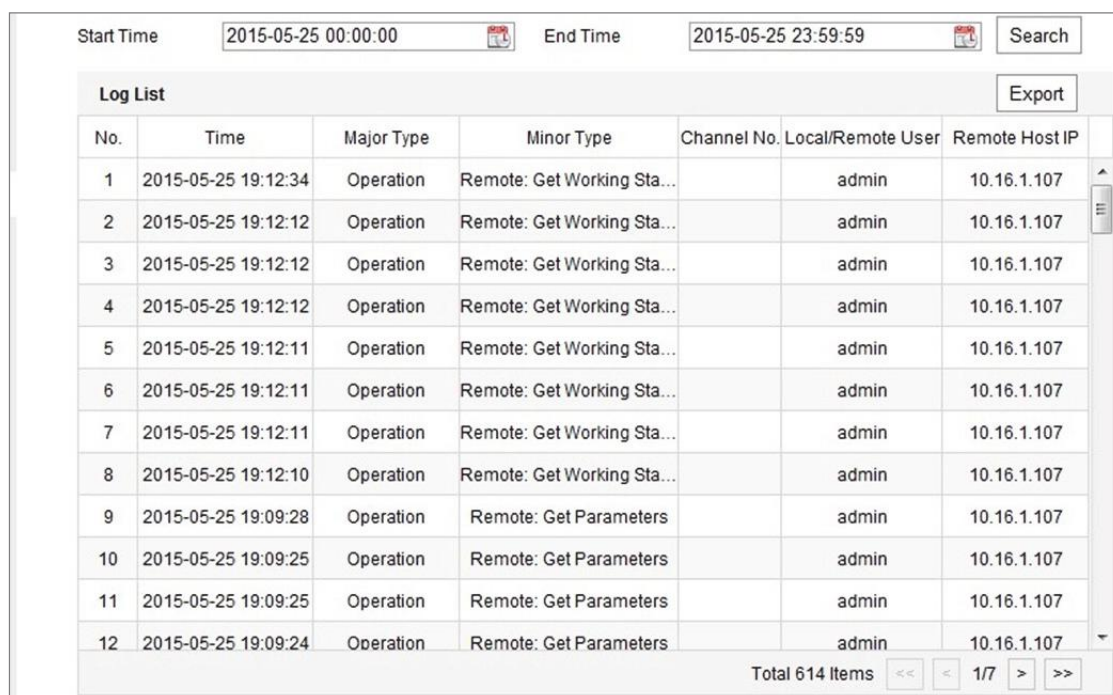 Start Time 2015-05-25 00:00:00 End Time 2015-05-25 23:59:59 Search
Log List Export
No. Time Major Type Minor Type Channel No. Local/Remote User Remote Host IP
1 2015-05-25 19:12:34 Operation Remote: Get Working Sta... admin 10.16.1.107
2 2015-05-25 19:12:12 Operation Remote: Get Working Sta... admin 10.16.1.107
3 2015-05-25 19:12:12 Operation Remote: Get Working Sta... admin 10.16.1.107
4 2015-05-25 19:12:12 Operation Remote: Get Working Sta... admin 10.16.1.107
5 2015-05-25 19:12:11 Operation Remote: Get Working Sta... admin 10.16.1.107
6 2015-05-25 19:12:11 Operation Remote: Get Working Sta... admin 10.16.1.107
7 2015-05-25 19:12:11 Operation Remote: Get Working Sta... admin 10.16.1.107
8 2015-05-25 19:12:10 Operation Remote: Get Working Sta... admin 10.16.1.107
9 2015-05-25 19:09:28 Operation Remote: Get Parameters admin 10.16.1.107
10 2015-05-25 19:09:25 Operation Remote: Get Parameters admin 10.16.1.107
11 2015-05-25 19:09:25 Operation Remote: Get Parameters admin 10.16.1.107
12 2015-05-25 19:09:24 Operation Remote: Get Parameters admin 10.16.1.107
Total 614 Items << < 1/7 > >>